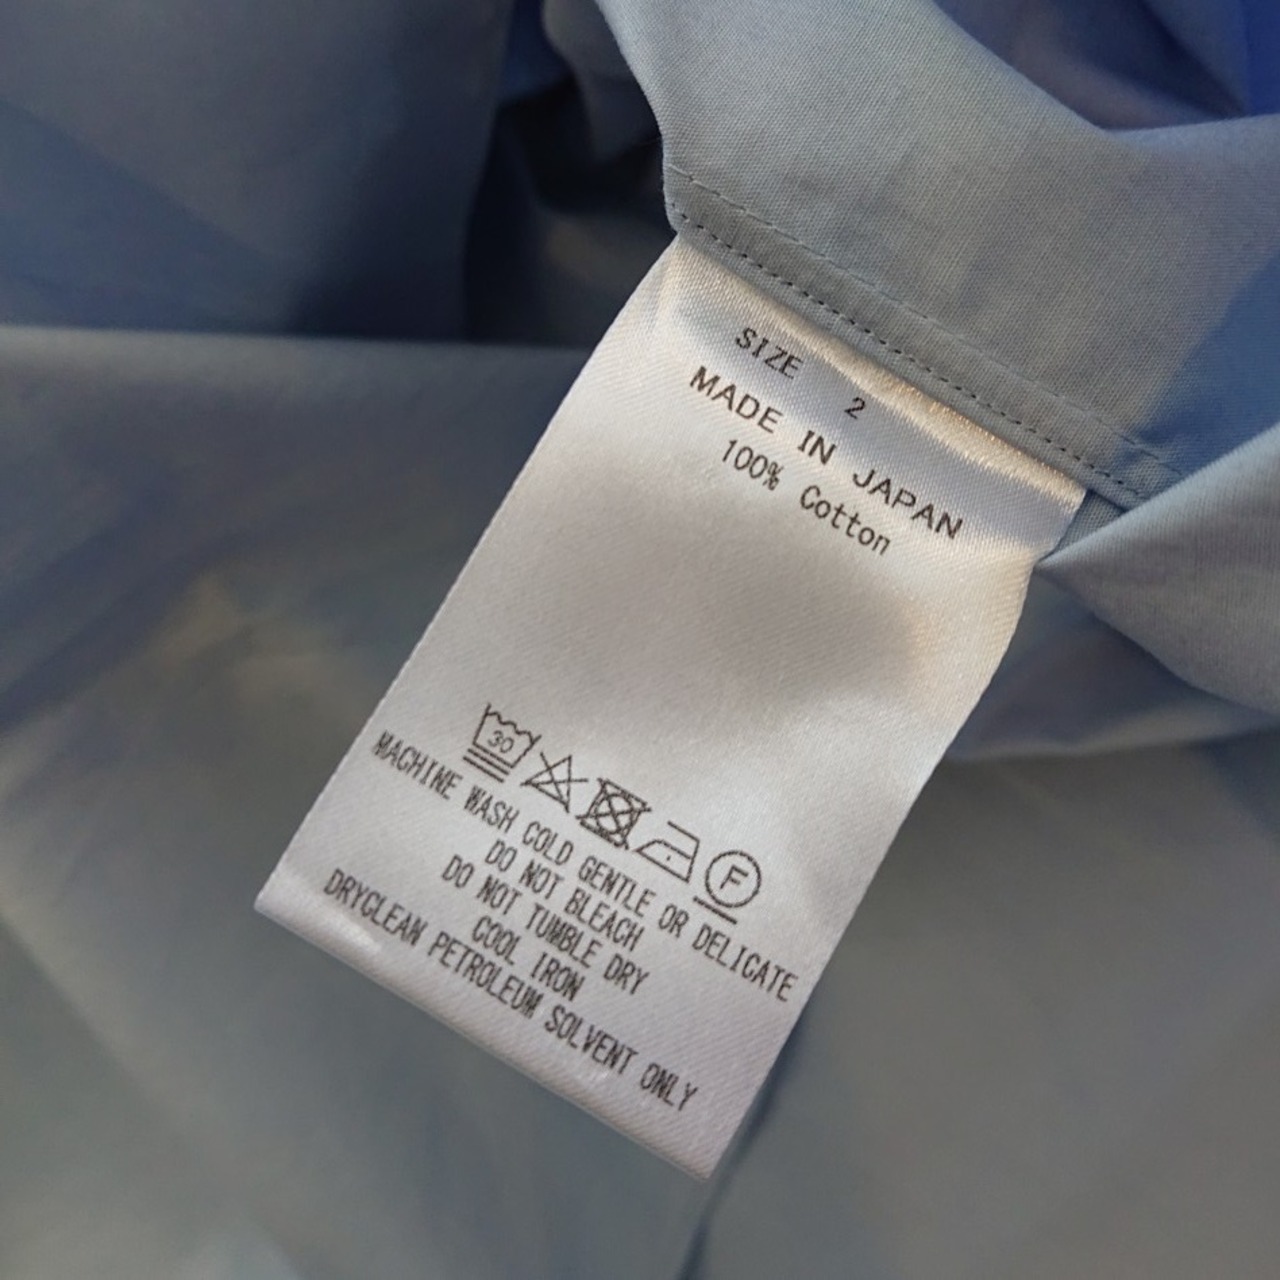 SIZE 2
MADE IN JAPAN
100% Cotton
30
F
MACHINE WASH COLD GENTLE OR DELICATE
DO NOT BLEACH
DO NOT TUMBLE DRY
COOL IRON
DRYCLEAN PETROLEUM SOLVENT ONLY